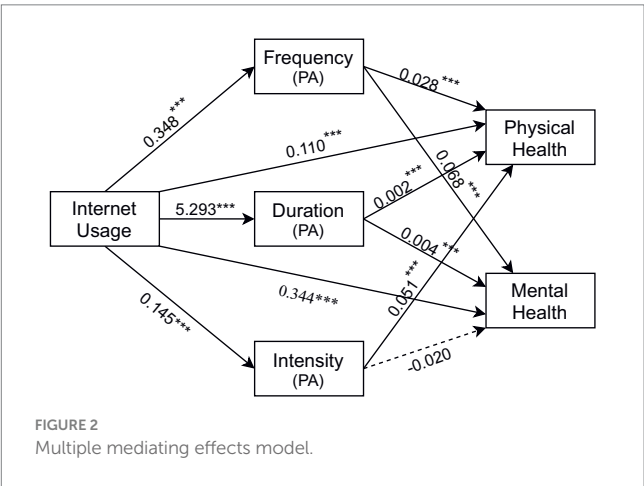 Frequency
(PA)
0.028***
0.348***
Physical
Health
0.110***
0.068***
0.002***
Internet
Usage
5.293***
Duration
(PA)
0.004***
0.344***
0.051***
Mental
Health
0.145***
Intensity
(PA)
-0.020
FIGURE 2
Multiple mediating effects model.